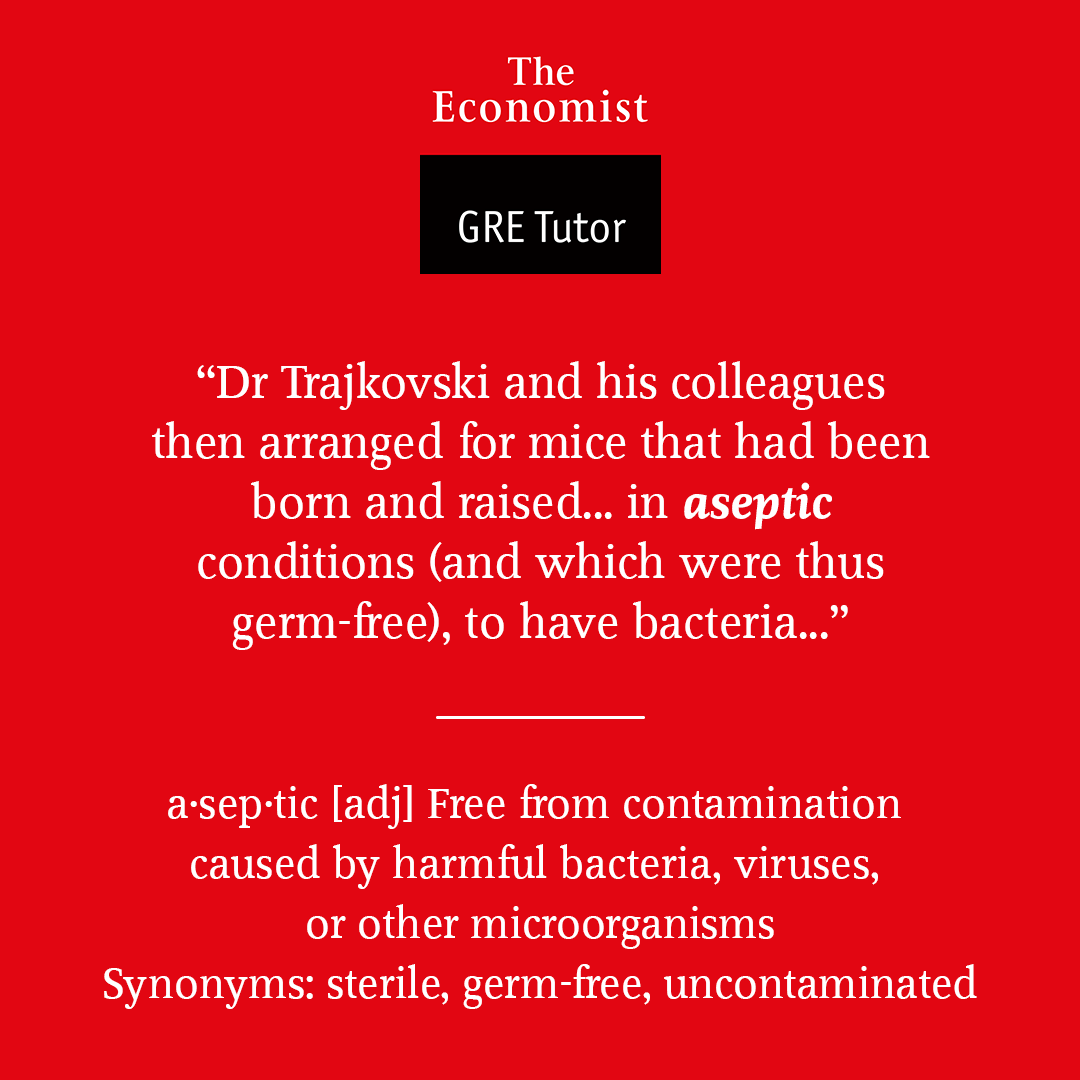 The
Economist
GRE Tutor
“Dr Trajkovski and his colleagues
then arranged for mice that had been
born and raised... in aseptic
conditions (and which were thus
germ-free), to have bacteria...”
a·sep·tic [adj] Free from contamination
caused by harmful bacteria, viruses,
or other microorganisms
Synonyms: sterile, germ-free, uncontaminated